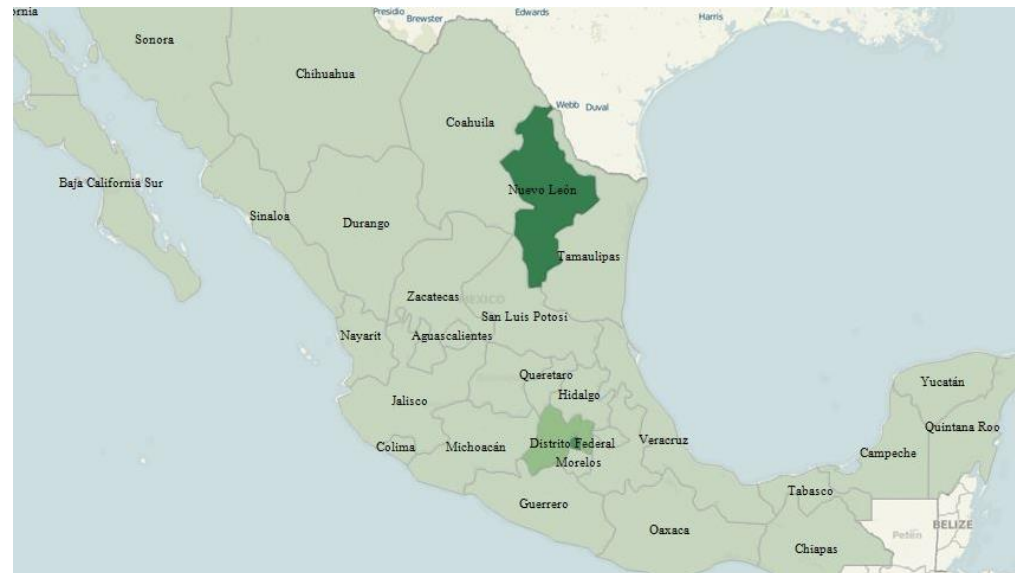 rnia
Presidio
Brewster
Edwards
Harris
Sonora
Chihuahua
Webb Duval
Coahuila
Baja California Sur
Nuevo León
Sinaloa
Durango
Tamaulipas
Zacatecas
MEXICO
San Luis Potosí
Nayarit
Aguascalientes
Queretaro
Yucatán
Hidalgo
Jalisco
Quintana Roo
Distrito Federal
Veracruz
Colima
Michoacán
Campeche
Morelos
Tabasco
Guerrero
BELIZE
Oaxaca
Petén
Chiapas